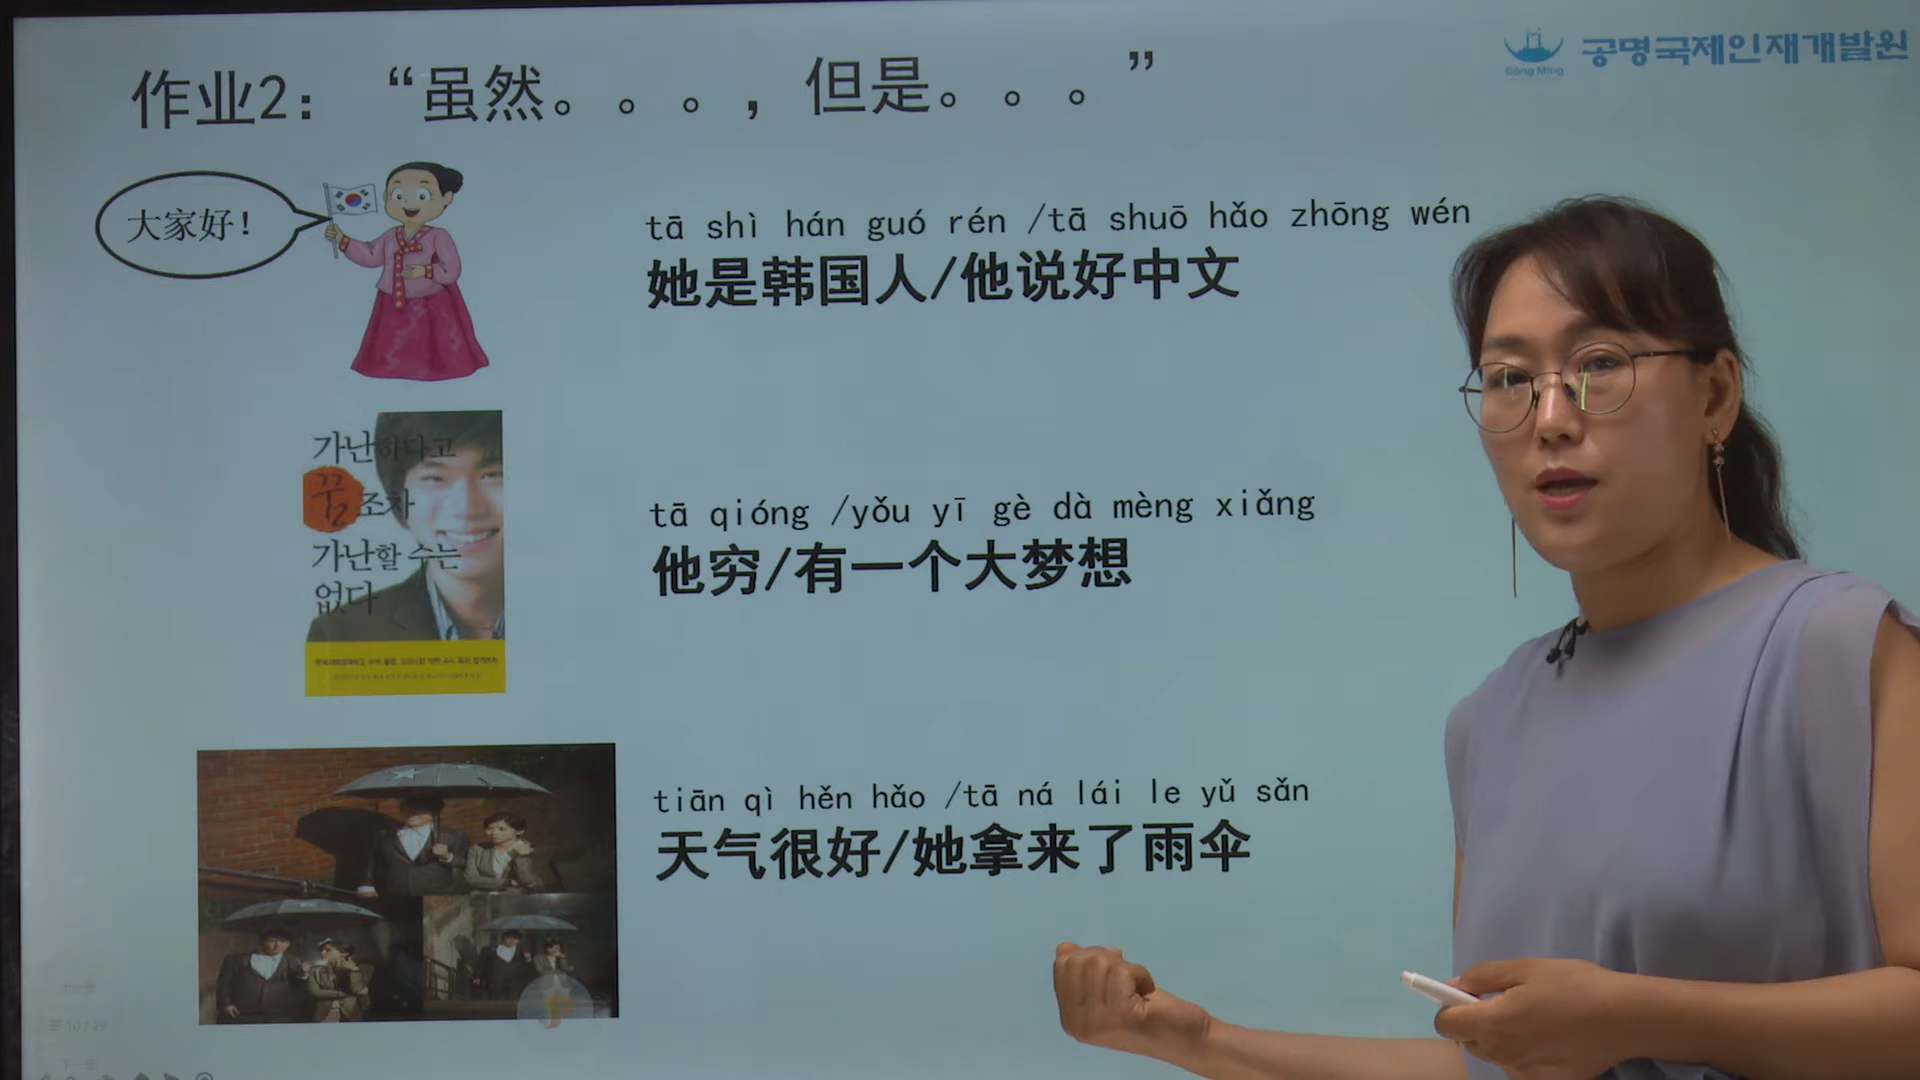 作业2：“虽然。。。，但是。。。”
Gong Ming
공명국제인재개발원
大家好！
tā shì hán guó rén /tā shuō hǎo zhōng wén
她是韩国人/他说好中文
가난하다고
꿈조차
가난할 수는
없다
tā qióng /yǒu yī gè dà mèng xiǎng
他穷/有一个大梦想
tiān qì hěn hǎo /tā ná lái le yǔ sǎn
天气很好/她拿来了雨伞
10 / 29